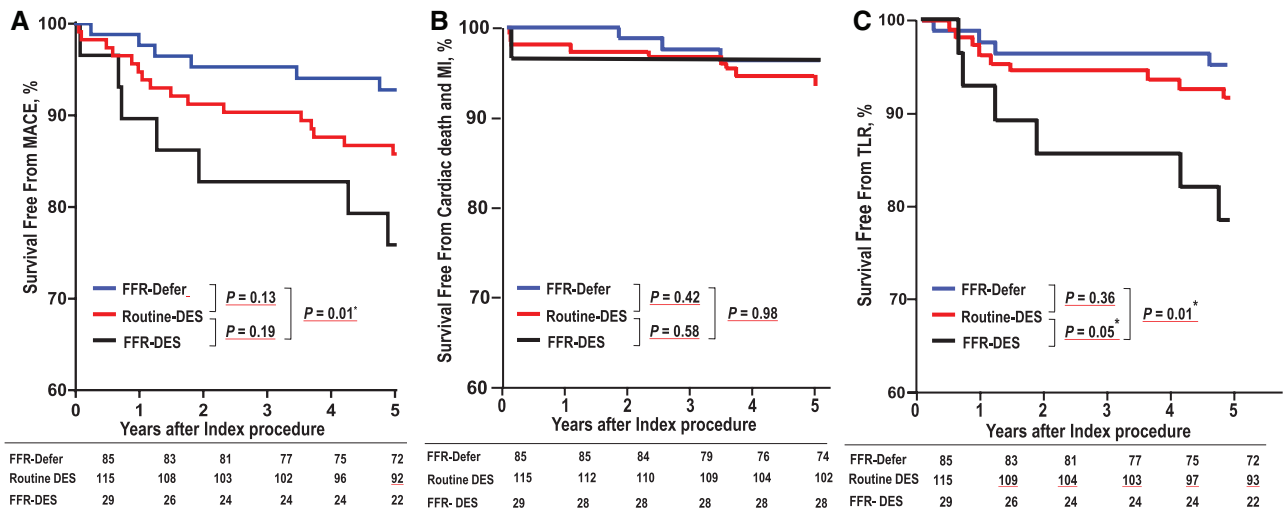 A
Survival Free From MACE, %
100
90
80
70
60
FFR-Defer
Routine-DES
FFR-DES
P = 0.13
P = 0.19
P = 0.01*
0 1 2 3 4 5
Years after Index procedure
FFR-Defer 85 83 81 77 75 72
Routine DES 115 108 103 102 96 92
FFR-DES 29 26 24 24 24 22
B
Survival Free From Cardiac death and MI, %
100
90
80
70
60
FFR-Defer
Routine-DES
FFR-DES
P = 0.42
P = 0.58
P = 0.98
0 1 2 3 4 5
Years after Index procedure
FFR-Defer 85 85 84 79 76 74
Routine DES 115 112 110 109 104 102
FFR- DES 29 28 28 28 28 28
C
Survival Free From TLR, %
100
90
80
70
60
FFR-Defer
Routine-DES
FFR-DES
P = 0.36
P = 0.05*
P = 0.01*
0 1 2 3 4 5
Years after Index procedure
FFR-Defer 85 83 81 77 75 72
Routine DES 115 109 104 103 97 93
FFR-DES 29 26 24 24 24 22